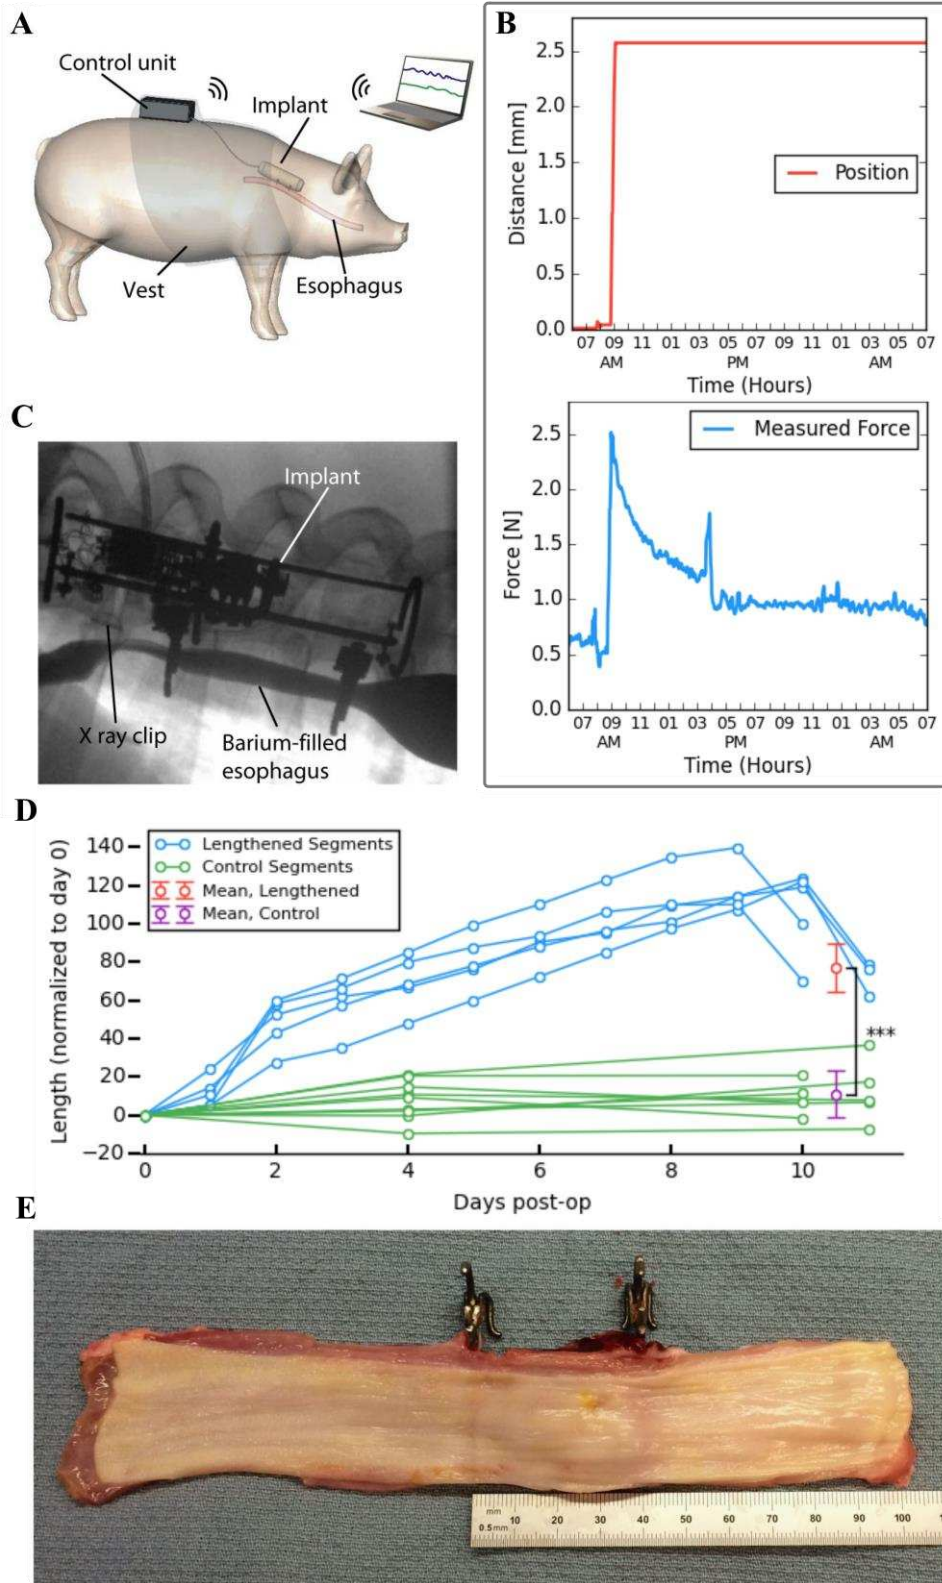 A
Control unit
Implant
Vest
Esophagus
B
2.5
2.0
1.5
1.0
0.5
0.0
Distance [mm]
Position
07 09 11 01 03 05 07 09 11 01 03 05 07
AM PM AM
Time (Hours)
2.5
2.0
1.5
1.0
0.5
0.0
Force [N]
Measured Force
07 09 11 01 03 05 07 09 11 01 03 05 07
AM PM AM
Time (Hours)
C
Implant
X ray clip
Barium-filled
esophagus
D
Length (normalized to day 0)
140
120
100
80
60
40
20
0
−20
Lengthened Segments
Control Segments
Mean, Lengthened
Mean, Control
***
0 2 4 6 8 10
Days post-op
E
mm 10 20 30 40 50 60 70 80 90 100
0.5mm